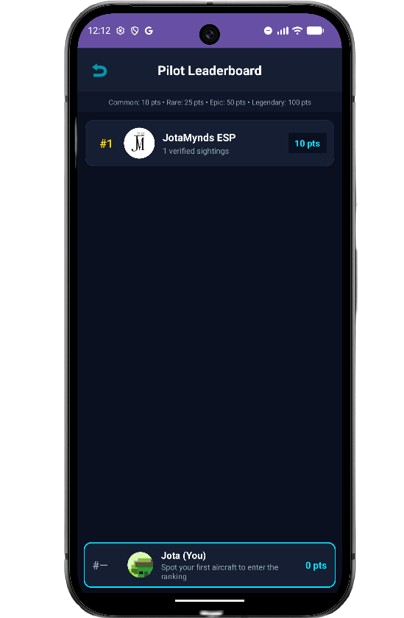 12:12 G
Pilot Leaderboard
Common: 10 pts • Rare: 25 pts • Epic: 50 pts • Legendary: 100 pts
#1 JM JotaMynds ESP 10 pts
1 verified sightings
#— Jota (You) 0 pts
Spot your first aircraft to enter the
ranking